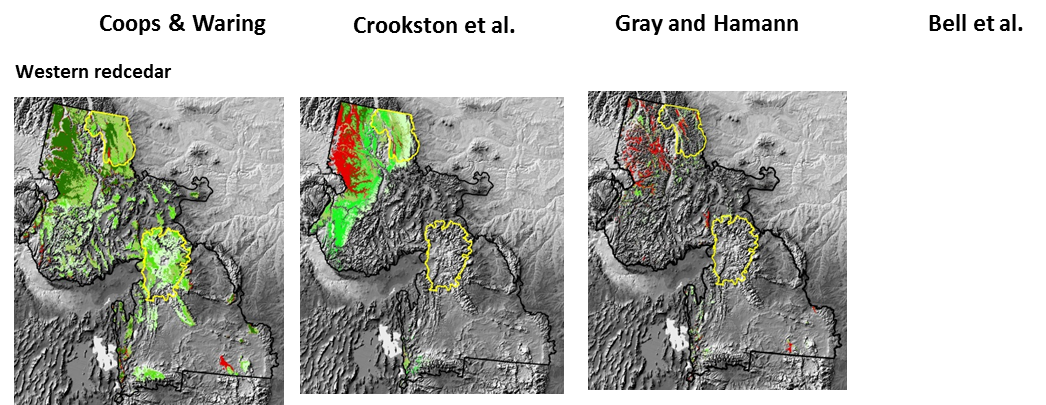 Coops & Waring Crookston et al. Gray and Hamann Bell et al.
Western redcedar